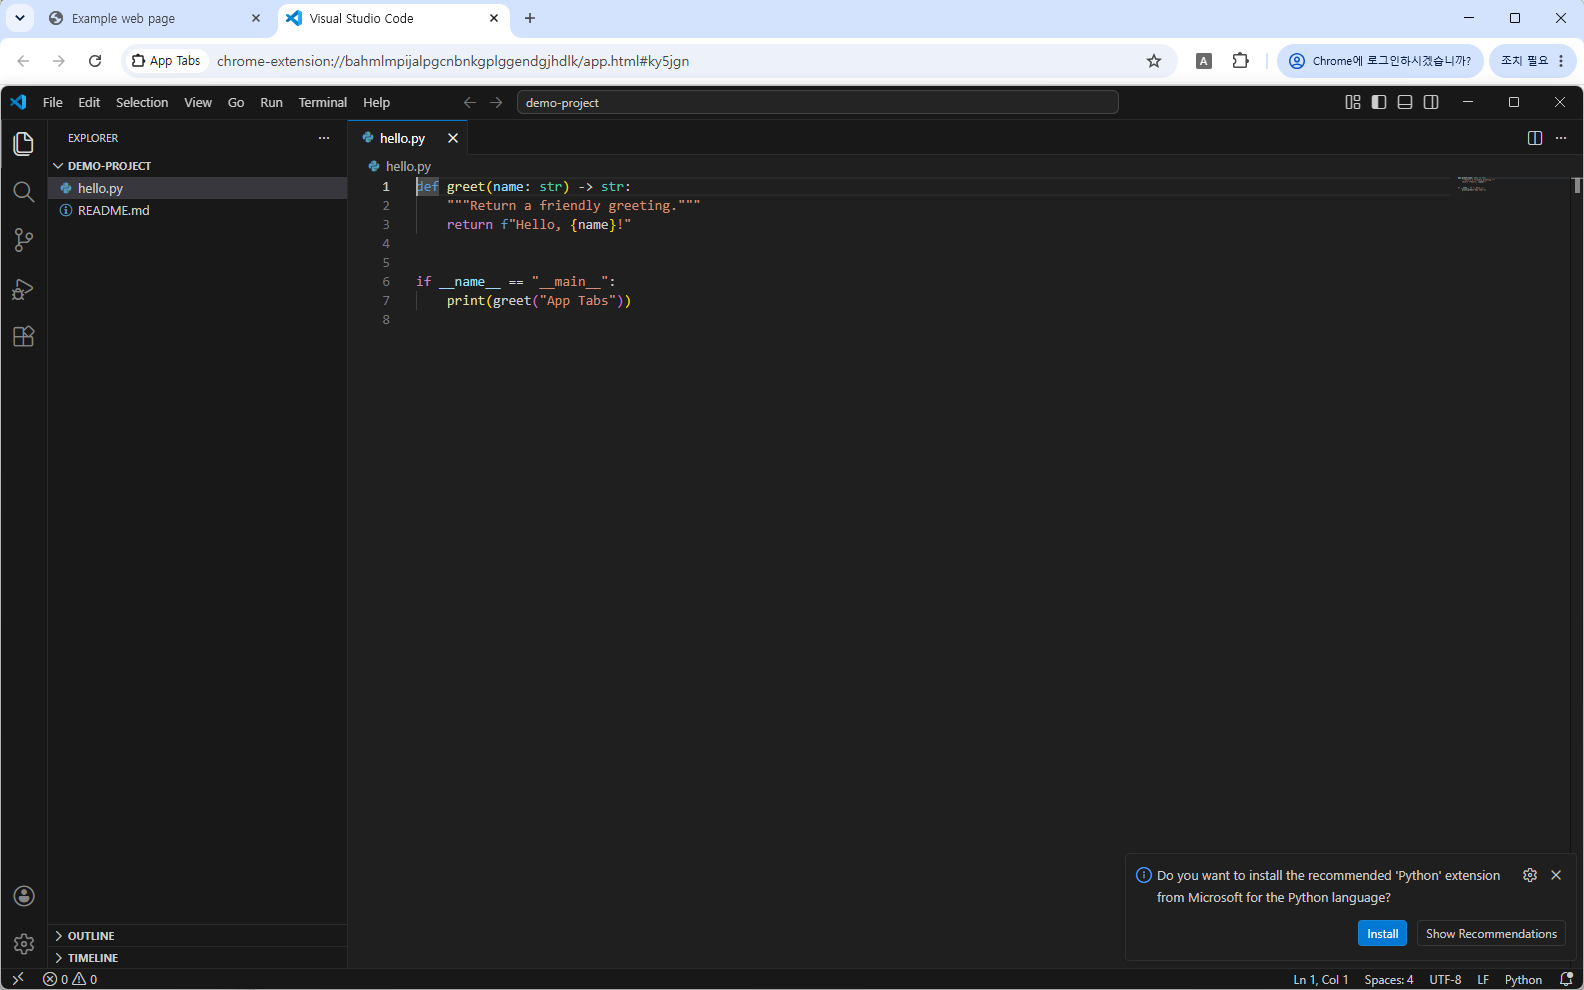 Example web page
Visual Studio Code
App Tabs
chrome-extension://bahmlmpijalpgcnbnkgplggendgjhdlk/app.html#ky5jgn
A
Chrome에 로그인하시겠습니까?
조치 필요
File Edit Selection View Go Run Terminal Help
demo-project
EXPLORER
DEMO-PROJECT
hello.py
README.md
OUTLINE
TIMELINE
hello.py
hello.py
1 def greet(name: str) -> str:
2 """Return a friendly greeting."""
3 return f"Hello, {name}!"
4
5
6 if __name__ == "__main__":
7 print(greet("App Tabs"))
8
Do you want to install the recommended 'Python' extension
from Microsoft for the Python language?
Install
Show Recommendations
0 0
Ln 1, Col 1 Spaces: 4 UTF-8 LF Python